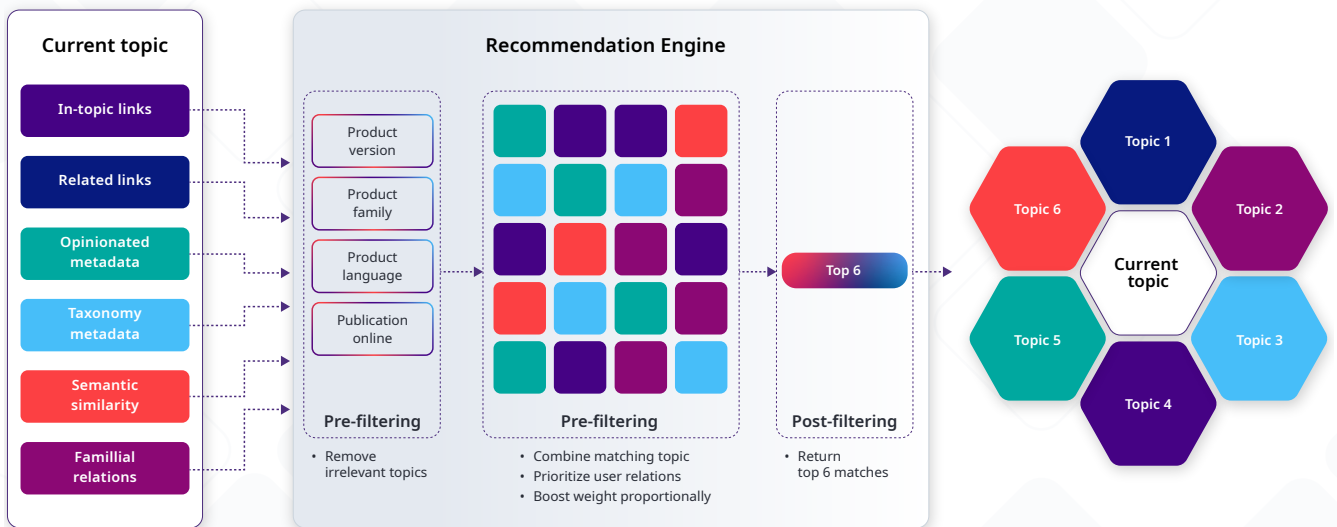 Current topic
In-topic links
Related links
Opinionated
metadata
Taxonomy
metadata
Semantic
similarity
Famillial
relations
Recommendation Engine
Product
version
Product
family
Product
language
Publication
online
Pre-filtering
• Remove
irrelevant topics
Pre-filtering
• Combine matching topic
• Prioritize user relations
• Boost weight proportionally
Top 6
Post-filtering
• Return
top 6 matches
Topic 1
Topic 6
Topic 2
Current
topic
Topic 5
Topic 3
Topic 4